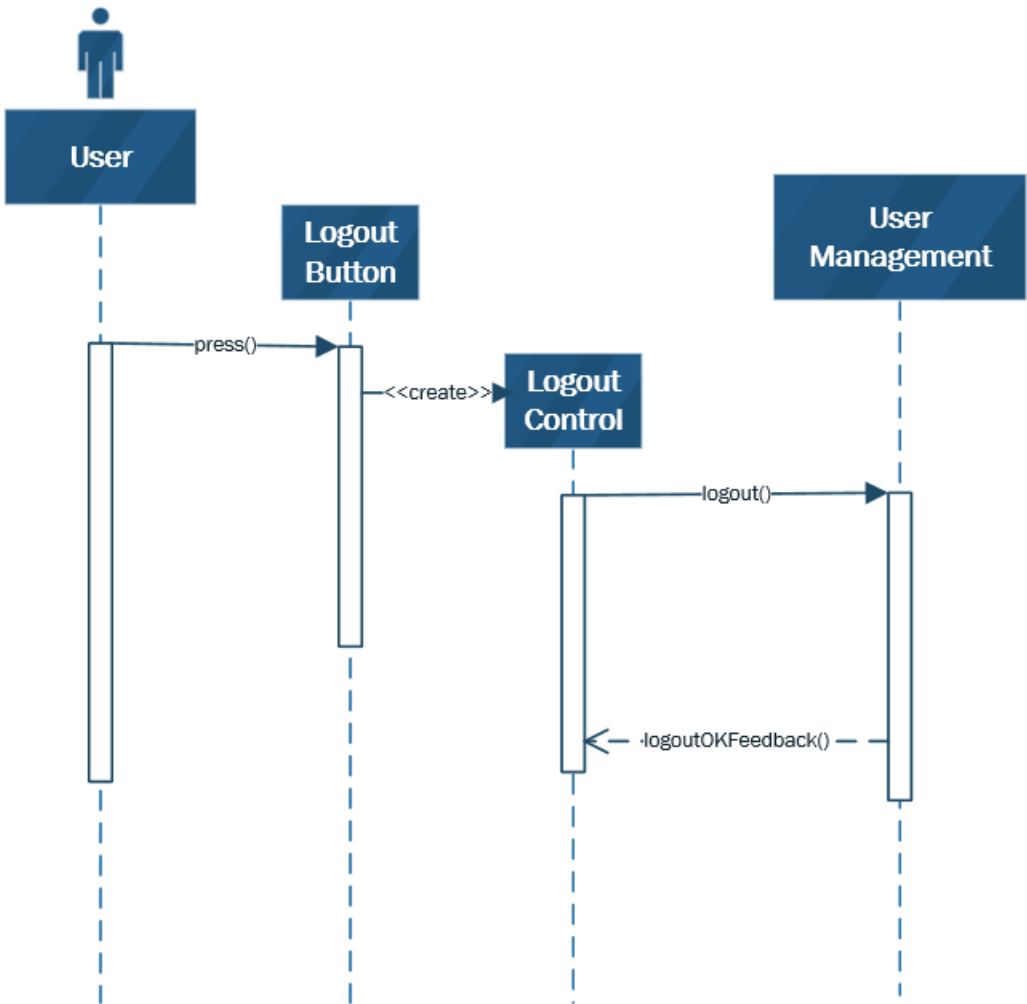 User
Logout
Button
User
Management
press()
<<create>>
Logout
Control
logout()
logoutOKFeedback()